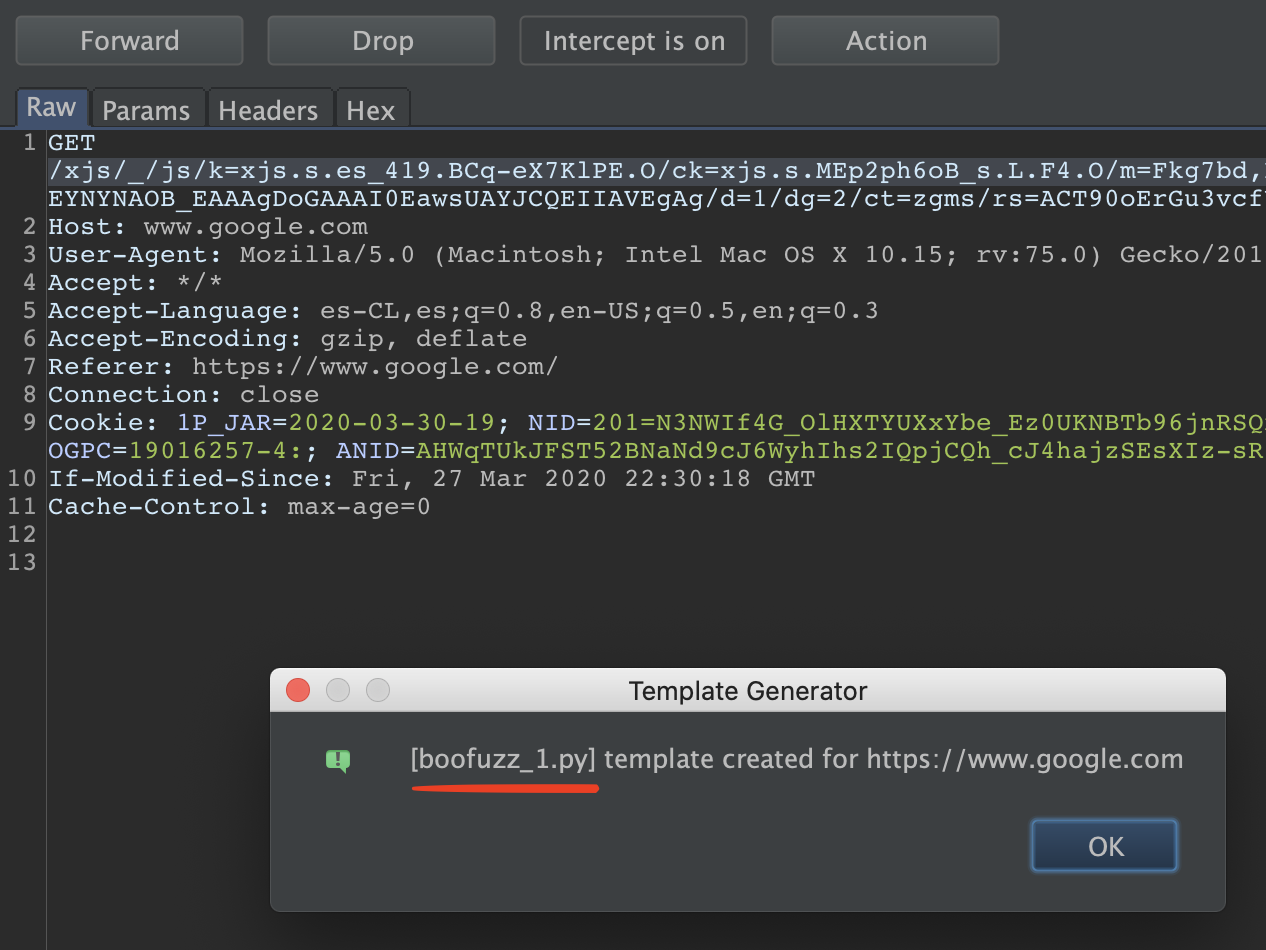 Forward Drop Intercept is on Action
Raw Params Headers Hex
1 GET
/xjs/_/js/k=xjs.s.es_419.BCq-eX7KlPE.O/ck=xjs.s.MEp2ph6oB_s.L.F4.O/m=Fkg7bd,
EYNYNAOB_EAAAgDoGAAAI0EawsUAYJCQEIIAVEgAg/d=1/dg=2/ct=zgms/rs=ACT90oErGu3vcf
2 Host: www.google.com
3 User-Agent: Mozilla/5.0 (Macintosh; Intel Mac OS X 10.15; rv:75.0) Gecko/201
4 Accept: */*
5 Accept-Language: es-CL,es;q=0.8,en-US;q=0.5,en;q=0.3
6 Accept-Encoding: gzip, deflate
7 Referer: https://www.google.com/
8 Connection: close
9 Cookie: 1P_JAR=2020-03-30-19; NID=201=N3NWIf4G_OlHXTYUXxYbe_Ez0UKNBTb96jnRSQ
OGPC=19016257-4:; ANID=AHWqTUkJFST52BNaNd9cJ6WyhIhs2IQpjCQh_cJ4hajzSEsXIz-sR
10 If-Modified-Since: Fri, 27 Mar 2020 22:30:18 GMT
11 Cache-Control: max-age=0
12
13
Template Generator
[boofuzz_1.py] template created for https://www.google.com
OK